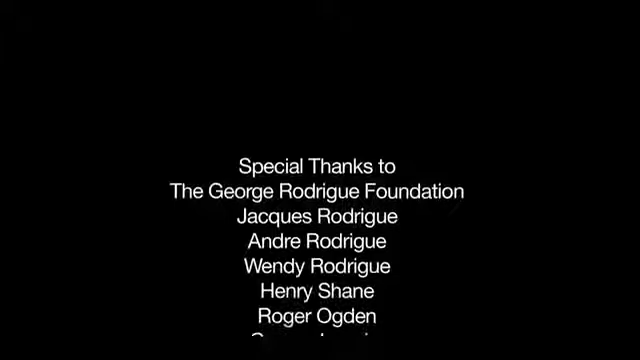 Special Thanks to
The George Rodrigue Foundation
Jacques Rodrigue
Andre Rodrigue
Wendy Rodrigue
Henry Shane
Roger Ogden